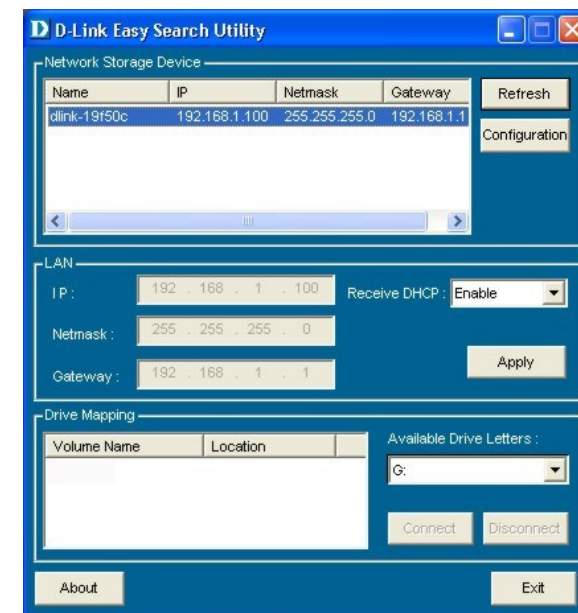 D D-Link Easy Search Utility
Network Storage Device
Name IP Netmask Gateway Refresh
dlink-19f50c 192.168.1.100 255.255.255.0 192.168.1.1
Configuration
LAN
IP: 192 . 168 . 1 . 100 Receive DHCP : Enable
Netmask : 255 . 255 . 255 . 0
Gateway : 192 . 168 . 1 . 1 Apply
Drive Mapping
Volume Name Location Available Drive Letters :
G:
Connect Disconnect
About Exit